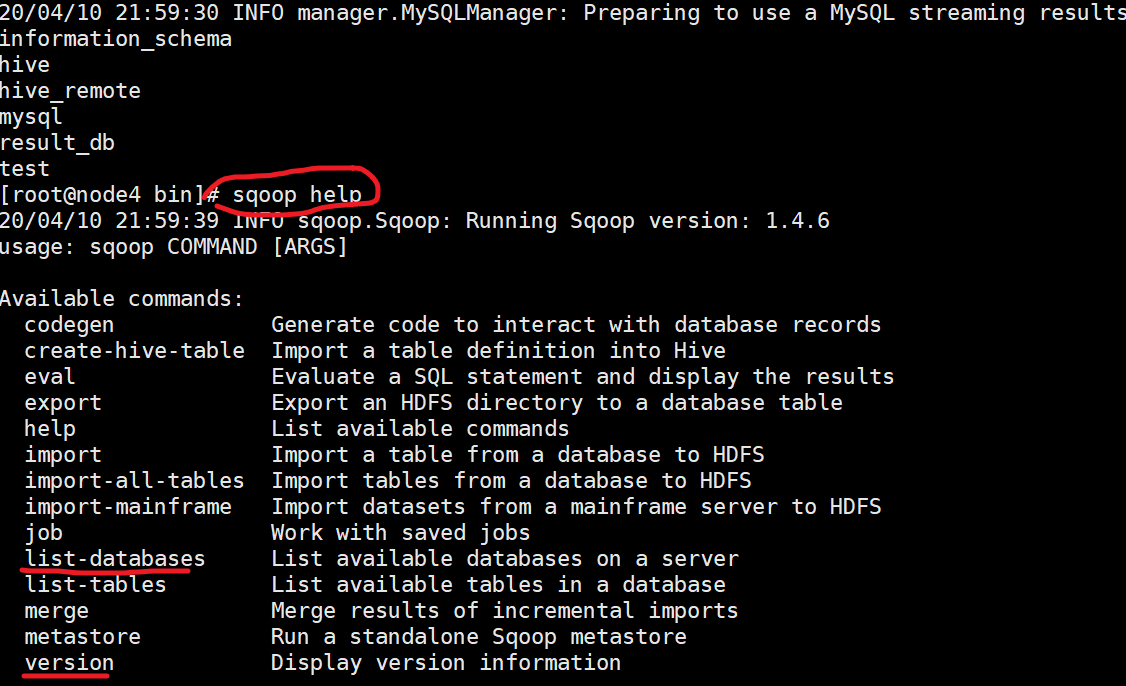 20/04/10 21:59:30 INFO manager.MySQLManager: Preparing to use a MySQL streaming results
information_schema
hive
hive_remote
mysql
result_db
test
[root@node4 bin]# sqoop help
20/04/10 21:59:39 INFO sqoop.Sqoop: Running Sqoop version: 1.4.6
usage: sqoop COMMAND [ARGS]
Available commands:
codegen Generate code to interact with database records
create-hive-table Import a table definition into Hive
eval Evaluate a SQL statement and display the results
export Export an HDFS directory to a database table
help List available commands
import Import a table from a database to HDFS
import-all-tables Import tables from a database to HDFS
import-mainframe Import datasets from a mainframe server to HDFS
job Work with saved jobs
list-databases List available databases on a server
list-tables List available tables in a database
merge Merge results of incremental imports
metastore Run a standalone Sqoop metastore
version Display version information